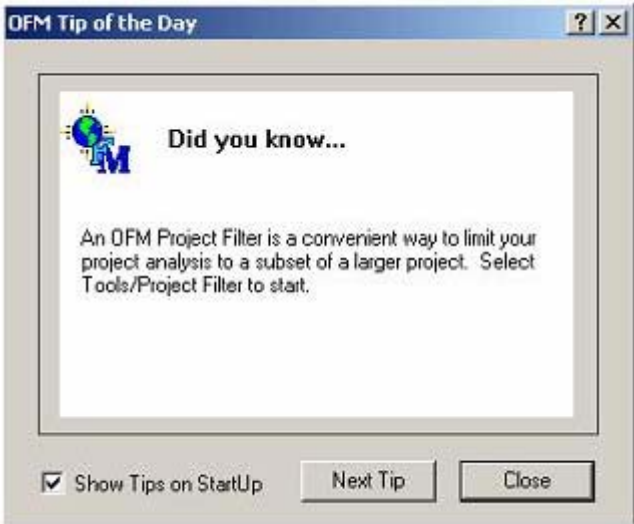 OFM Tip of the Day
OFM
Did you know...
An OFM Project Filter is a convenient way to limit your
project analysis to a subset of a larger project. Select
Tools/Project Filter to start.
Show Tips on StartUp
Next Tip
Close